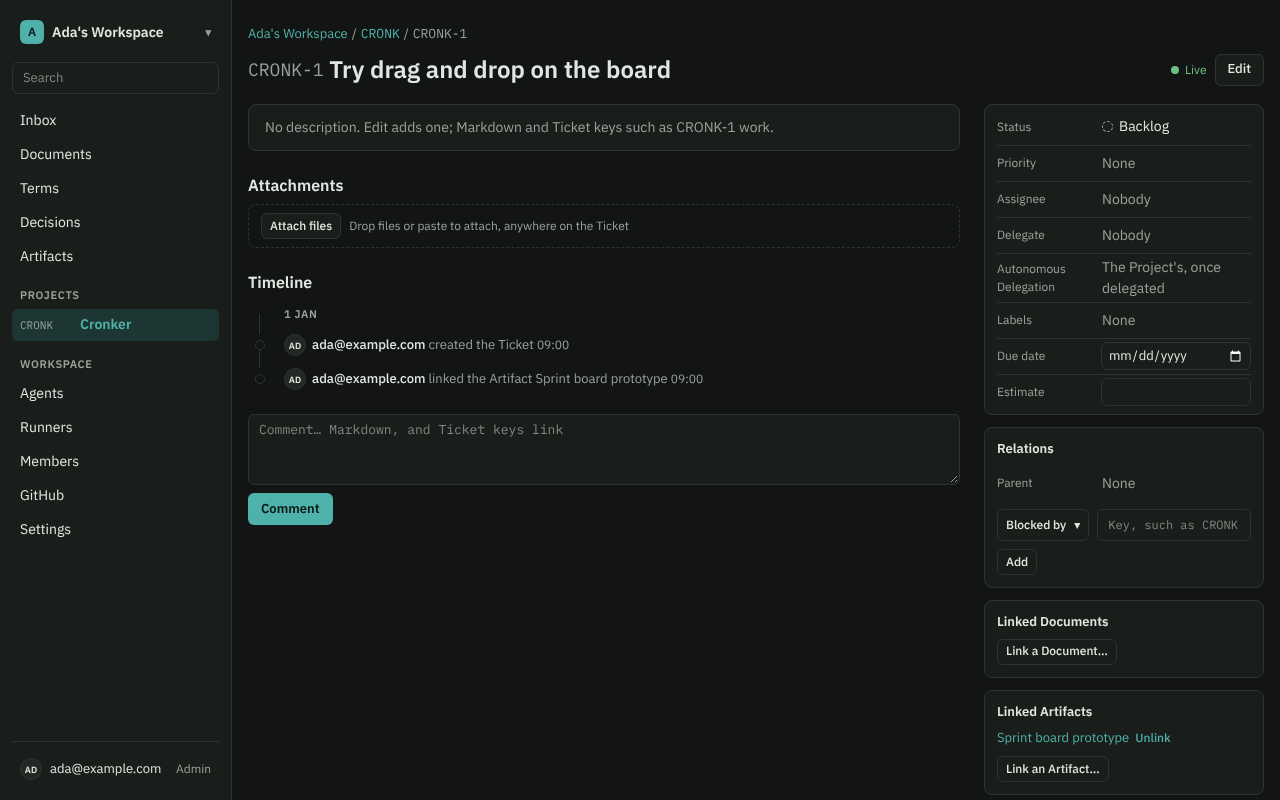 A Ada's Workspace ▾
Search
Inbox
Documents
Terms
Decisions
Artifacts
PROJECTS
CRONK Cronker
WORKSPACE
Agents
Runners
Members
GitHub
Settings
AD ada@example.com Admin
Ada's Workspace / CRONK / CRONK-1
CRONK-1 Try drag and drop on the board
Live Edit
No description. Edit adds one; Markdown and Ticket keys such as CRONK-1 work.
Attachments
Attach files Drop files or paste to attach, anywhere on the Ticket
Timeline
1 JAN
AD ada@example.com created the Ticket 09:00
AD ada@example.com linked the Artifact Sprint board prototype 09:00
Comment… Markdown, and Ticket keys link
Comment
Status Backlog
Priority None
Assignee Nobody
Delegate Nobody
Autonomous Delegation The Project's, once delegated
Labels None
Due date mm/dd/yyyy
Estimate
Relations
Parent None
Blocked by ▾ Key, such as CRONK
Add
Linked Documents
Link a Document…
Linked Artifacts
Sprint board prototype Unlink
Link an Artifact…